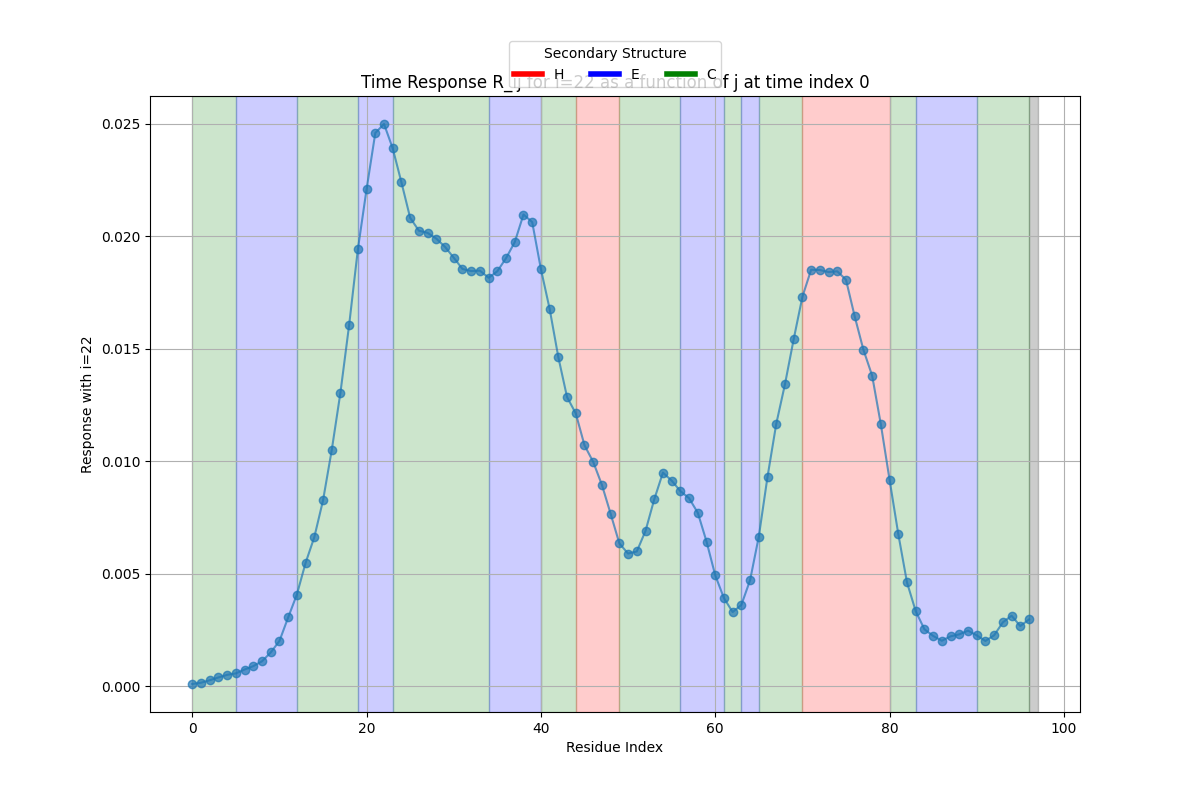 Secondary Structure
H E C
Time Response R_ij for i=22 as a function of j at time index 0
0.025
0.020
0.015
0.010
0.005
0.000
Response with i=22
0 20 40 60 80 100
Residue Index